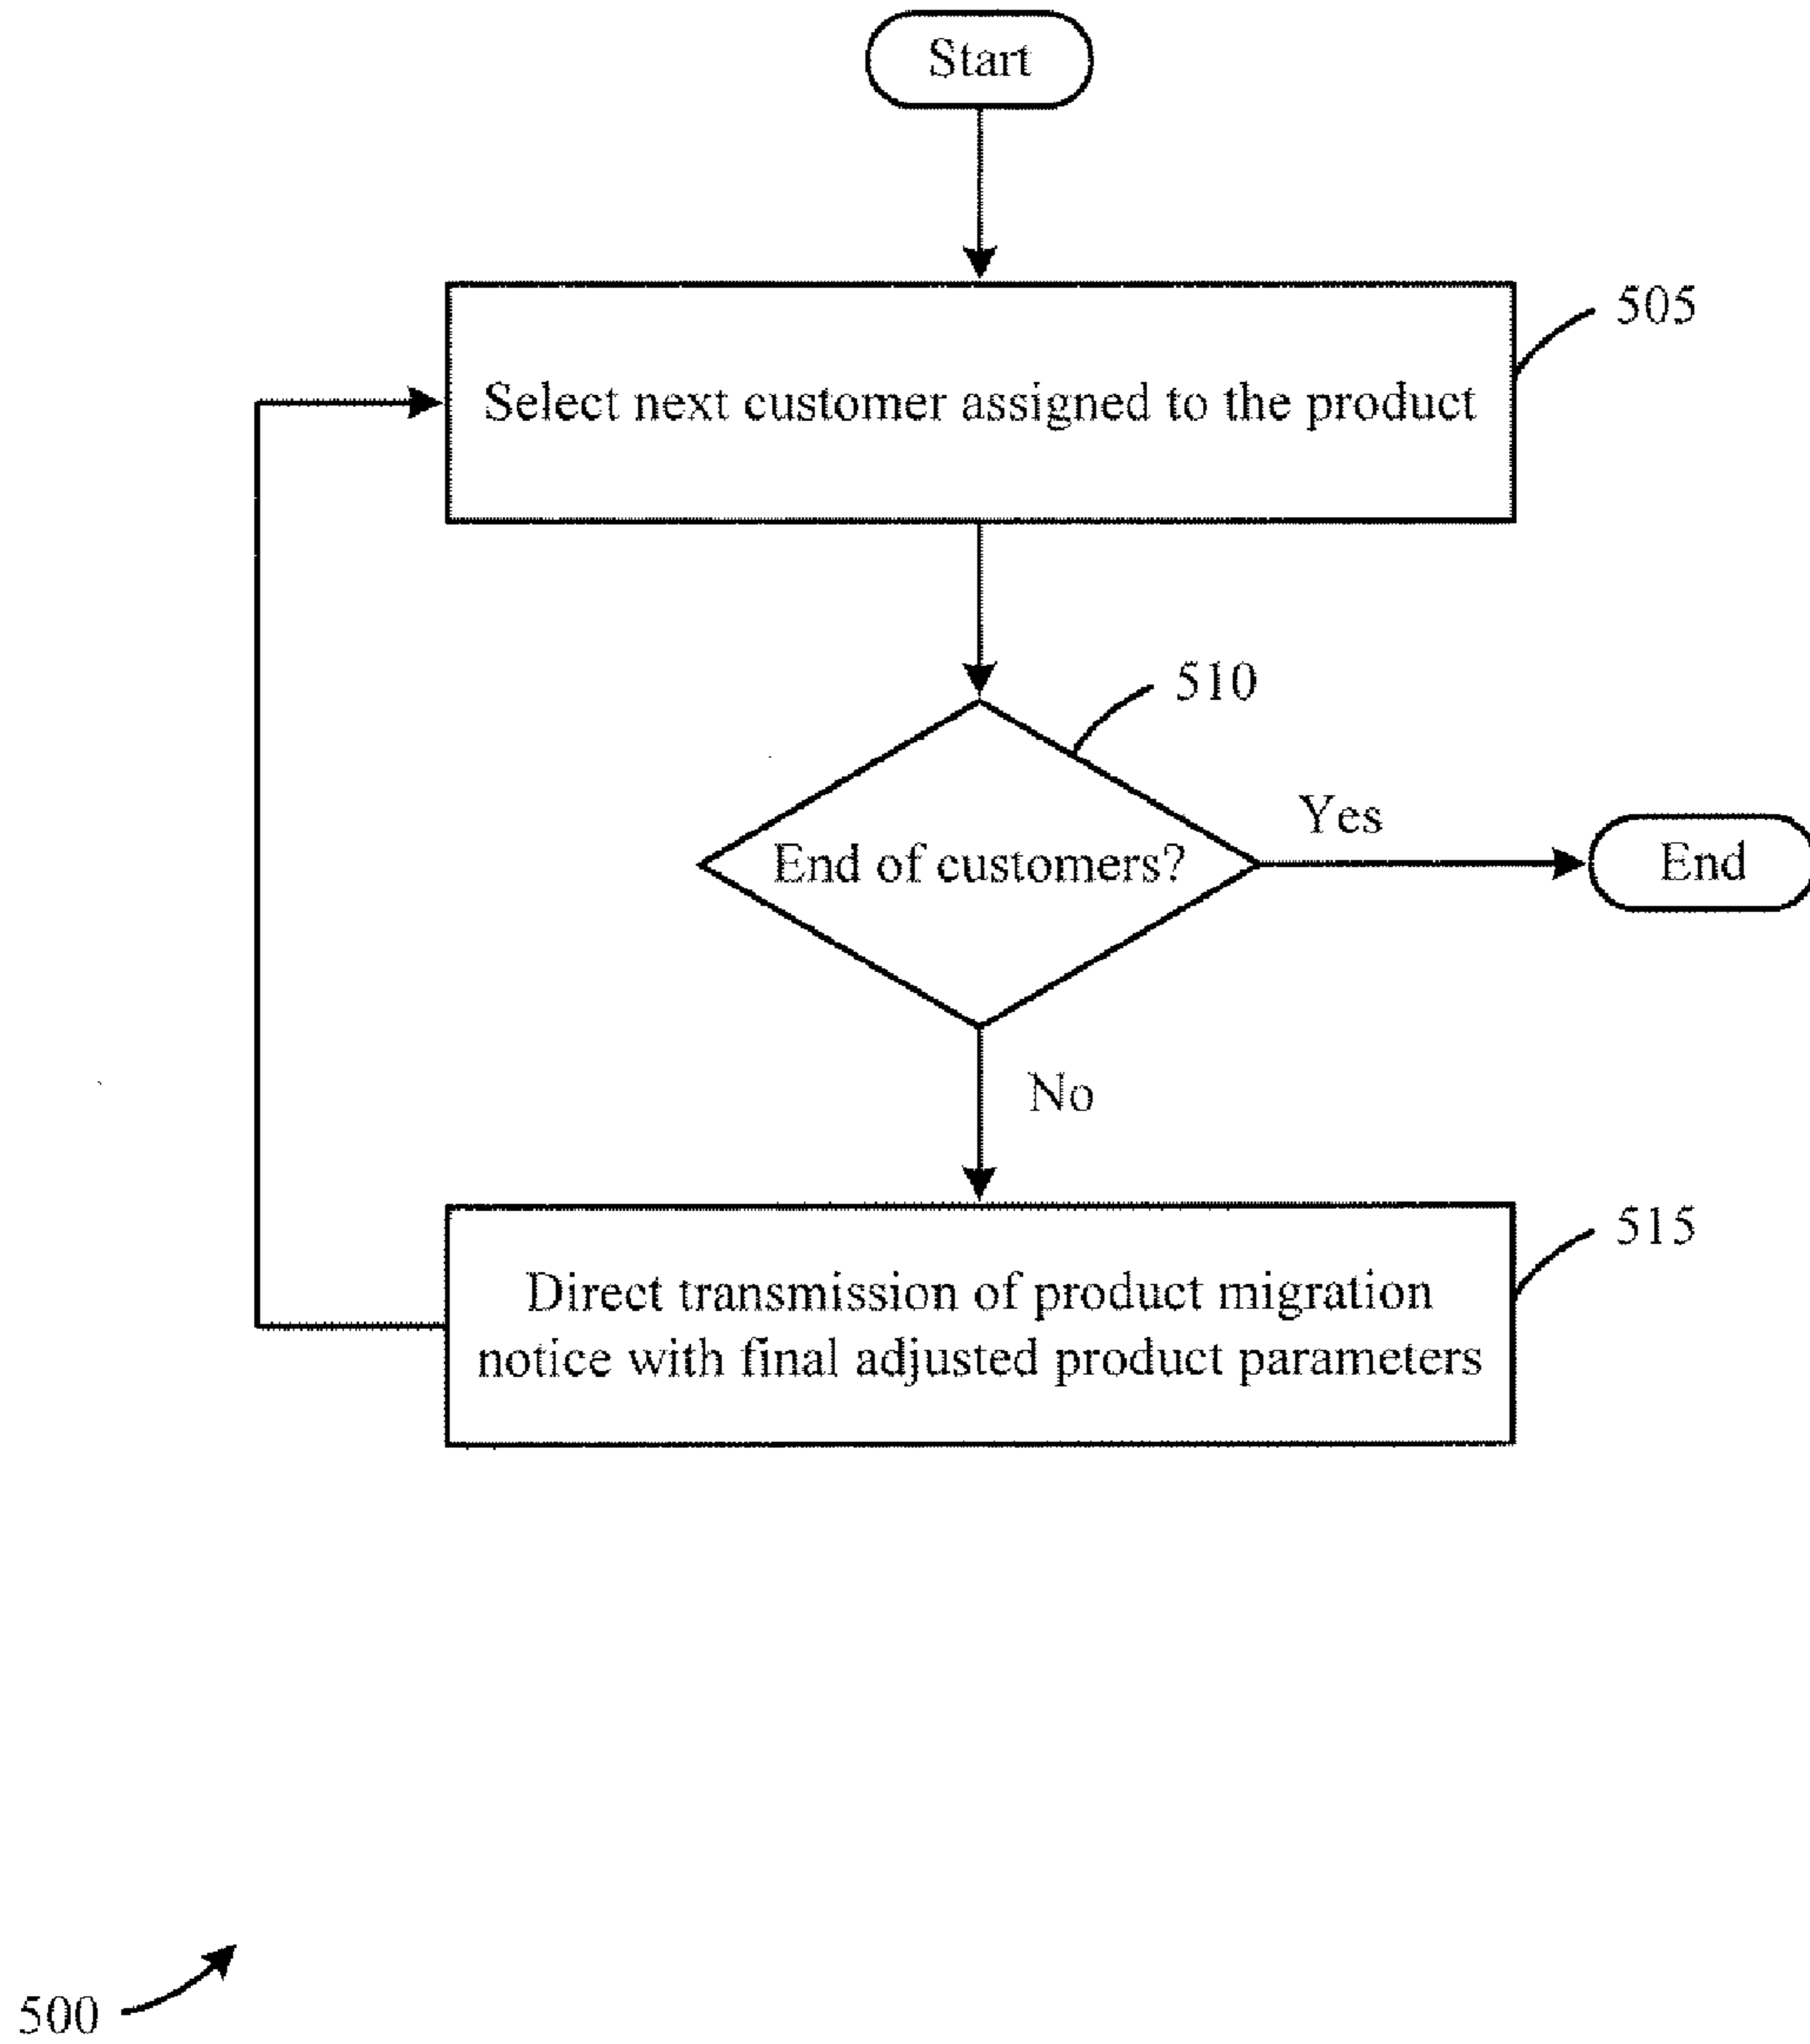 Start
505
Select next customer assigned to the product
510
Yes
End of customers?
End
No
515
Direct transmission of product migration
notice with final adjusted product parameters
500